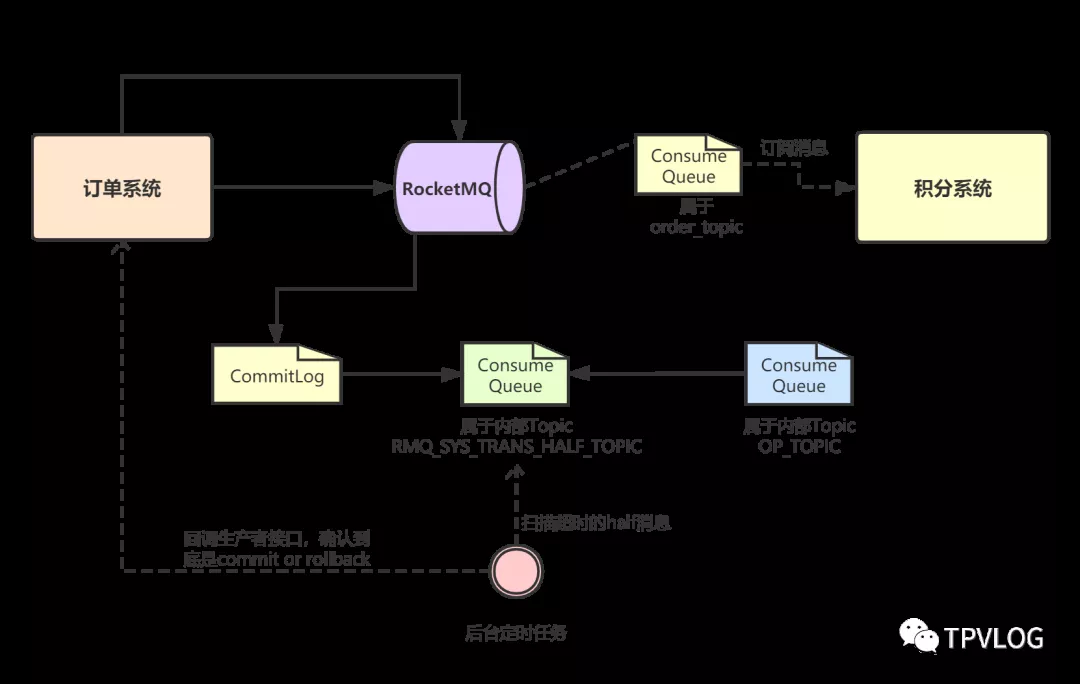 订单系统
RocketMQ
Consume
Queue
属于
order_topic
订阅消息
积分系统
CommitLog
Consume
Queue
属于内部Topic
RMQ_SYS_TRANS_HALF_TOPIC
Consume
Queue
属于内部Topic
OP_TOPIC
扫描超时的half消息
回调生产者接口，确认到
底是commit or rollback
后台定时任务
TPVLOG